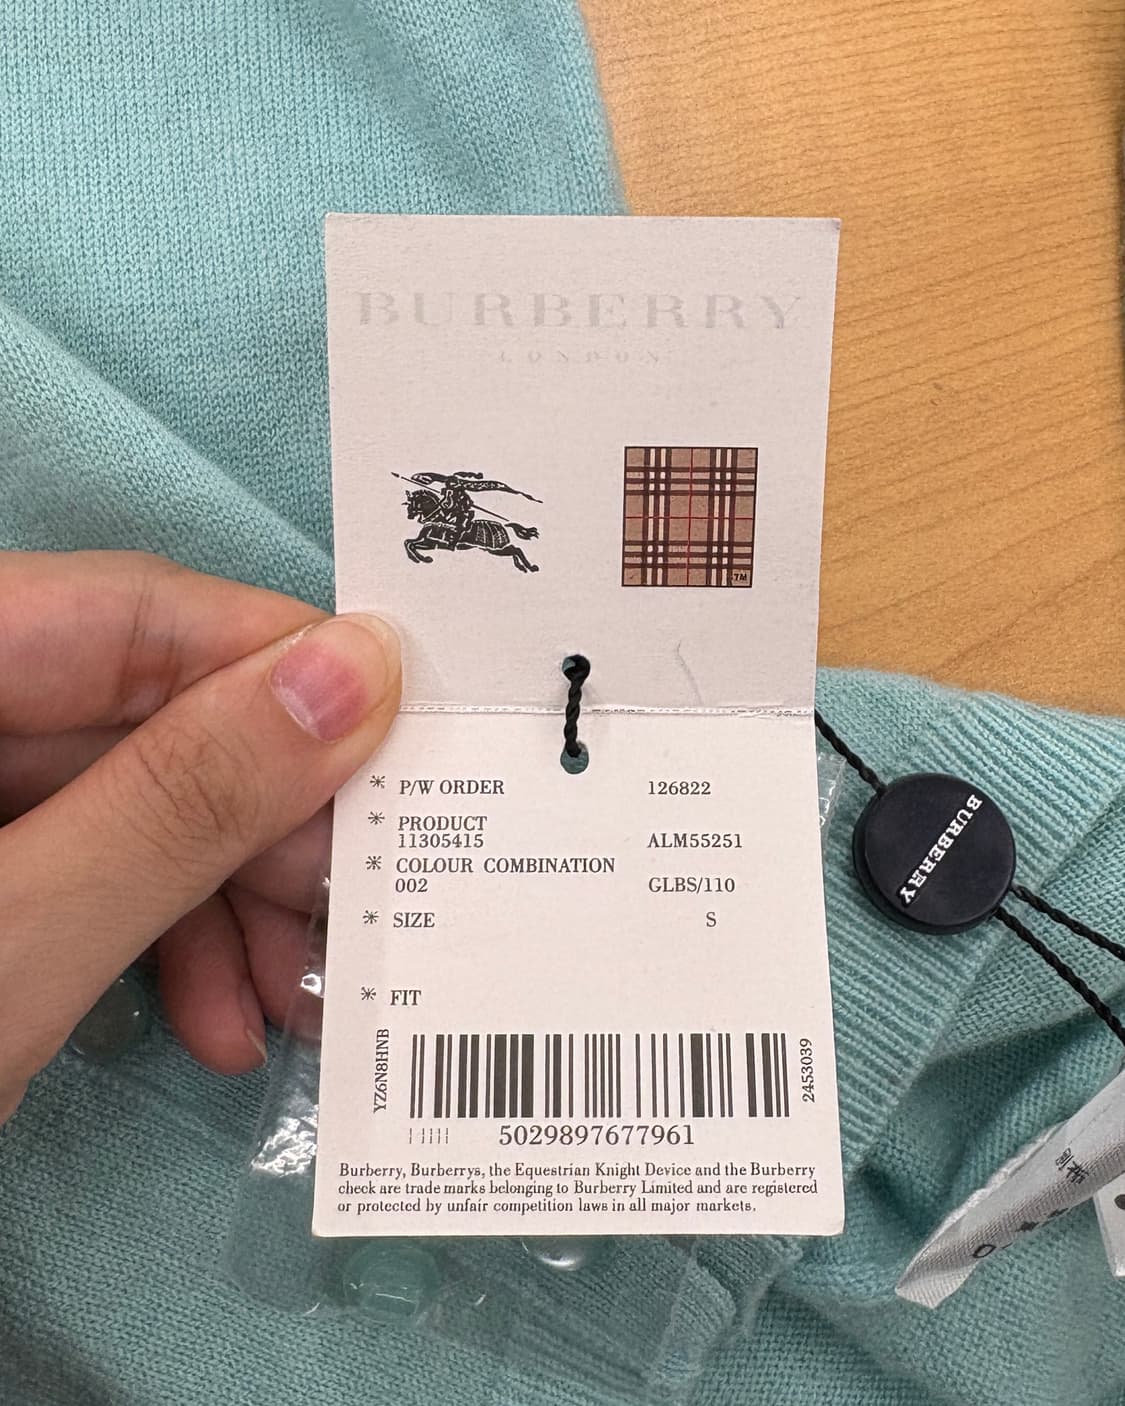 BURBERRY
LONDON
TM
* P/W ORDER 126822
* PRODUCT
11305415 ALM55251
* COLOUR COMBINATION
002 GLBS/110
* SIZE S
* FIT
YZ6N8HNB
2453039
5029897677961
Burberry, Burberrys, the Equestrian Knight Device and the Burberry
check are trade marks belonging to Burberry Limited and are registered
or protected by unfair competition laws in all major markets.
BURBERRY